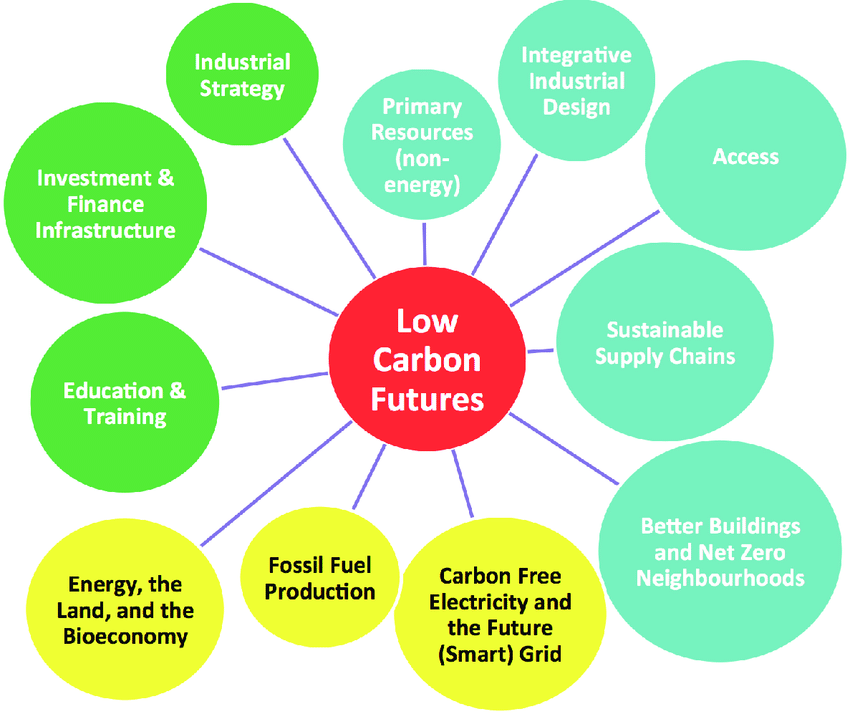 Industrial
Strategy
Primary
Resources
(non-
energy)
Integrative
Industrial
Design
Access
Investment &
Finance
Infrastructure
Low
Carbon
Futures
Sustainable
Supply Chains
Education &
Training
Better Buildings
and Net Zero
Neighbourhoods
Energy, the
Land, and the
Bioeconomy
Fossil Fuel
Production
Carbon Free
Electricity and
the Future
(Smart) Grid